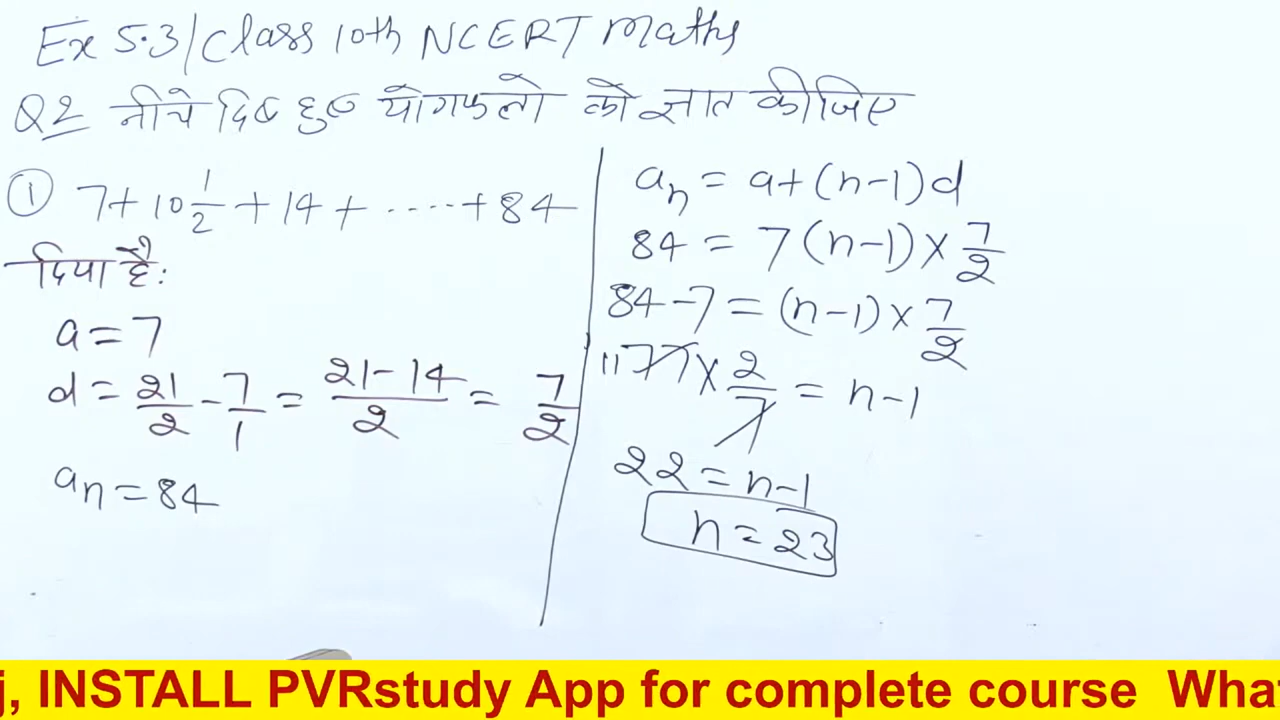 Ex 5.3/Class 10th NCERT Maths
Q2 नीचे दिए हुए योगफलो को ज्ञात कीजिए
① 7+10 1/2 + 14 + ..... + 84
दिया है:
a = 7
d = 21/2 - 7/1 = 21-14/2 = 7/2
an = 84
an = a+(n-1)d
84 = 7(n-1)× 7/2
84-7 = (n-1)× 7/2
11 77 × 2/7 = n-1
22 = n-1
n = 23
j, INSTALL PVRstudy App for complete course What